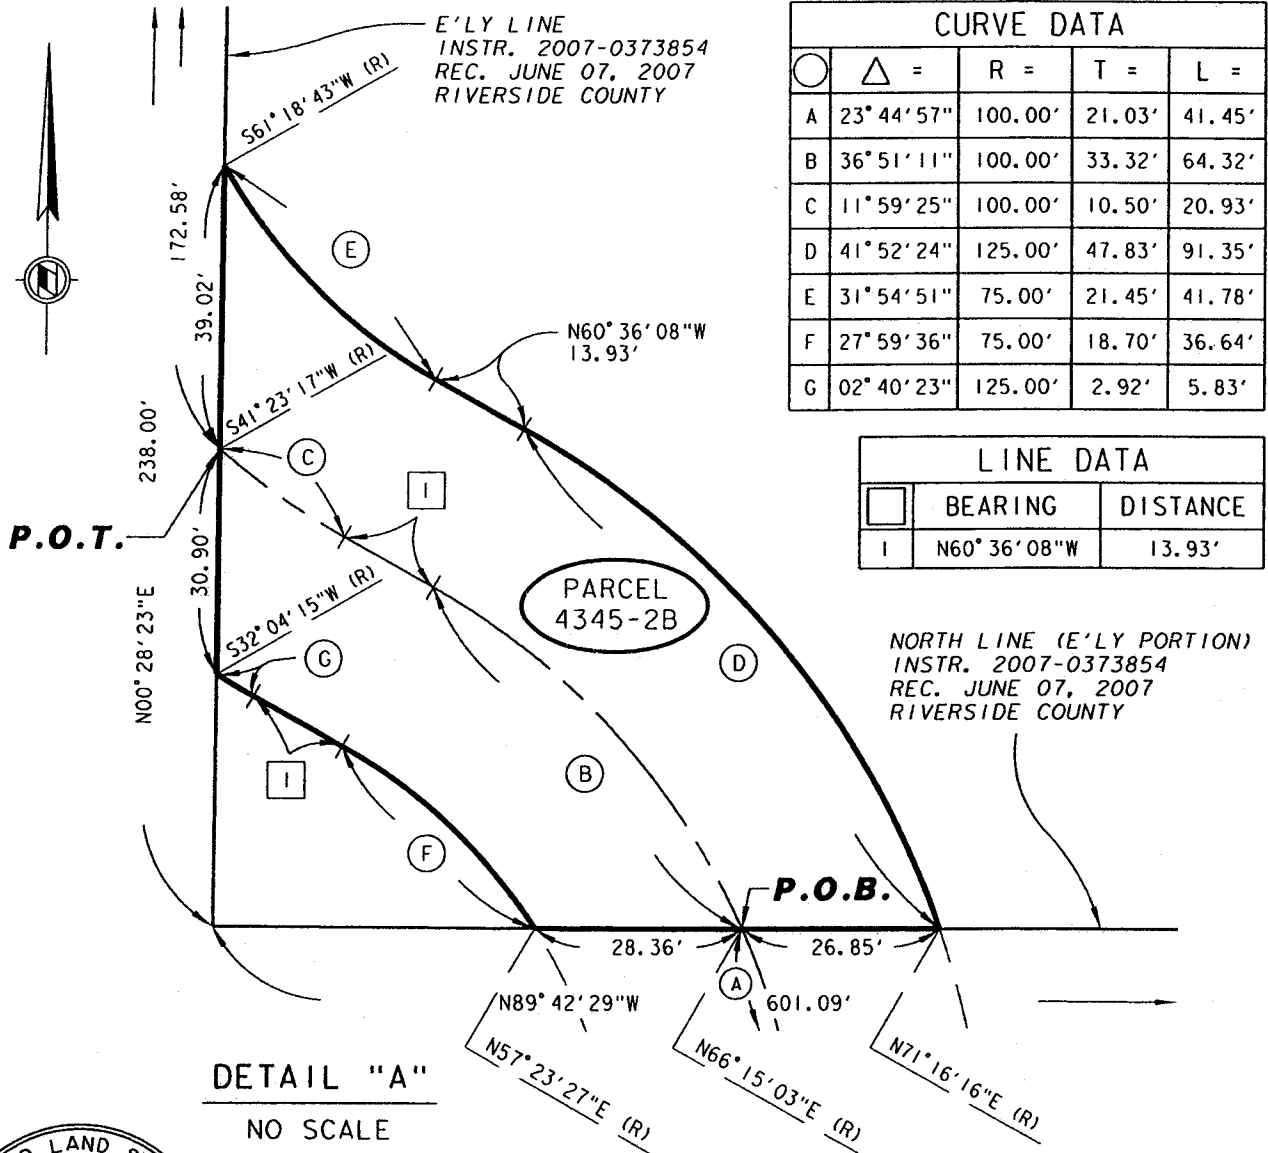 E'LY LINE
INSTR. 2007-0373854
REC. JUNE 07, 2007
RIVERSIDE COUNTY
CURVE DATA
△ = R = T = L =
A 23°44'57" 100.00' 21.03' 41.45'
B 36°51'11" 100.00' 33.32' 64.32'
C 11°59'25" 100.00' 10.50' 20.93'
D 41°52'24" 125.00' 47.83' 91.35'
E 31°54'51" 75.00' 21.45' 41.78'
F 27°59'36" 75.00' 18.70' 36.64'
G 02°40'23" 125.00' 2.92' 5.83'
LINE DATA
BEARING DISTANCE
1 N60°36'08"W 13.93'
S61°18'43"W (R)
172.58'
E
39.02'
N60°36'08"W
13.93'
S41°23'17"W (R)
238.00'
C
1
P.O.T.
30.90'
S32°04'15"W (R)
PARCEL
4345-2B
N00°28'23"E
G
D
NORTH LINE (E'LY PORTION)
INSTR. 2007-0373854
REC. JUNE 07, 2007
RIVERSIDE COUNTY
1
B
F
P.O.B.
28.36'
26.85'
A
N89°42'29"W
601.09'
N57°23'27"E (R)
N66°15'03"E (R)
N71°16'16"E (R)
DETAIL "A"
NO SCALE
LAND